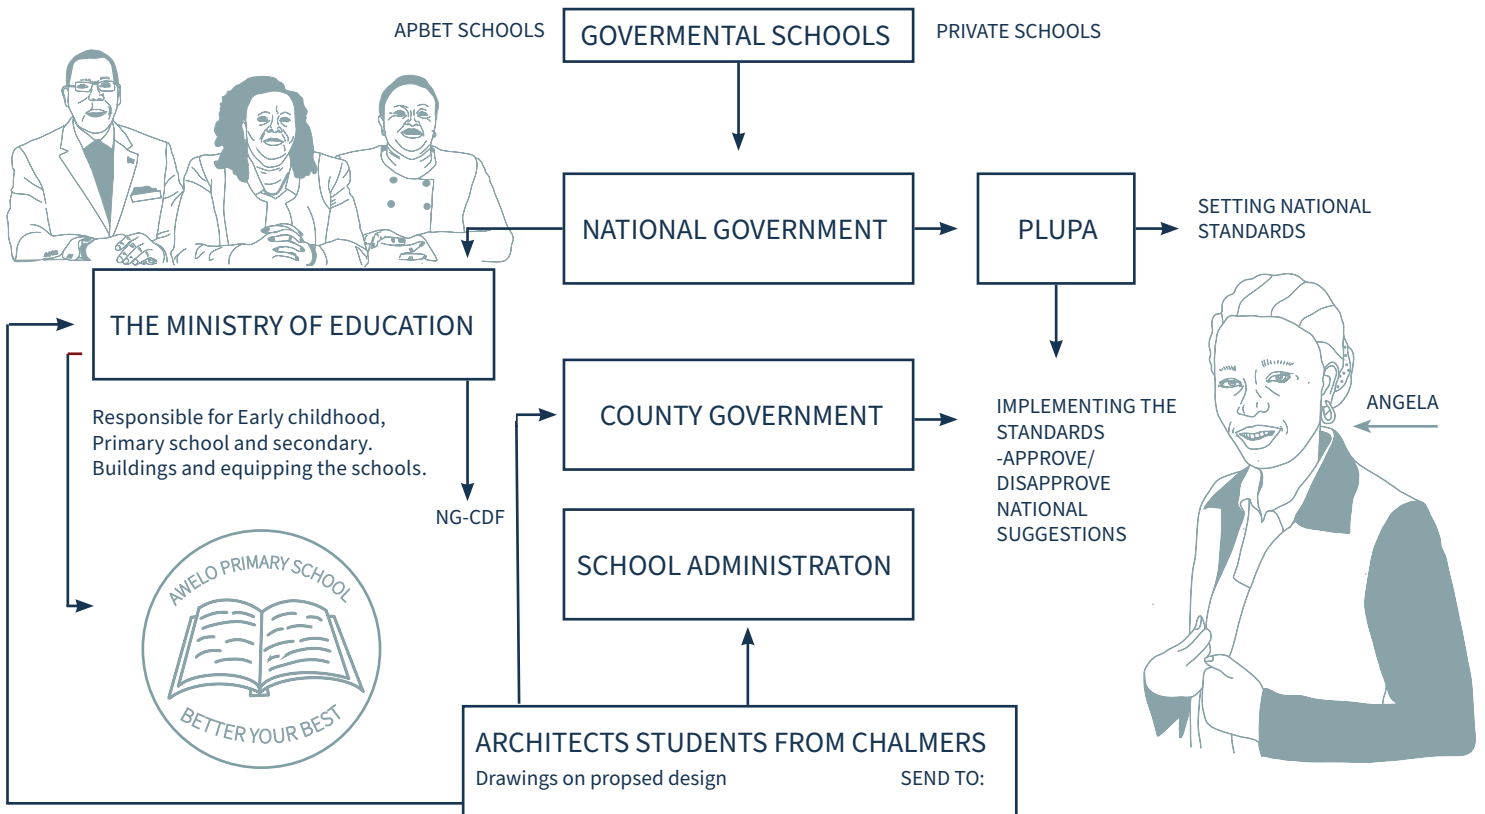 APBET SCHOOLS
GOVERMENTAL SCHOOLS
PRIVATE SCHOOLS
NATIONAL GOVERNMENT
PLUPA
SETTING NATIONAL
STANDARDS
THE MINISTRY OF EDUCATION
Responsible for Early childhood,
Primary school and secondary.
Buildings and equipping the schools.
NG-CDF
COUNTY GOVERNMENT
IMPLEMENTING THE
STANDARDS
-APPROVE/
DISAPPROVE
NATIONAL
SUGGESTIONS
ANGELA
SCHOOL ADMINISTRATON
AWELO PRIMARY SCHOOL
BETTER YOUR BEST
ARCHITECTS STUDENTS FROM CHALMERS
Drawings on propsed design
SEND TO: